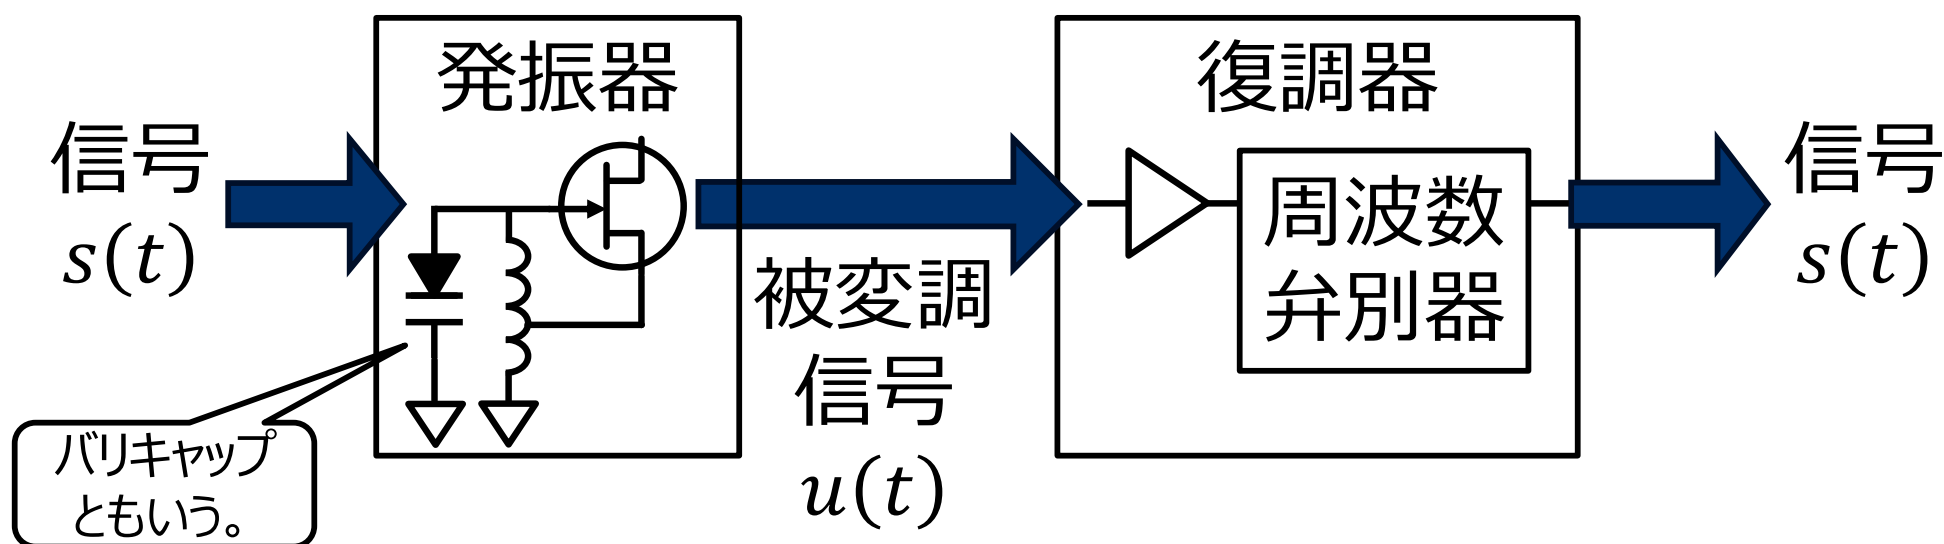 信号
s(t)
発振器
バリキャップ
ともいう。
被変調
信号
u(t)
復調器
周波数
弁別器
信号
s(t)